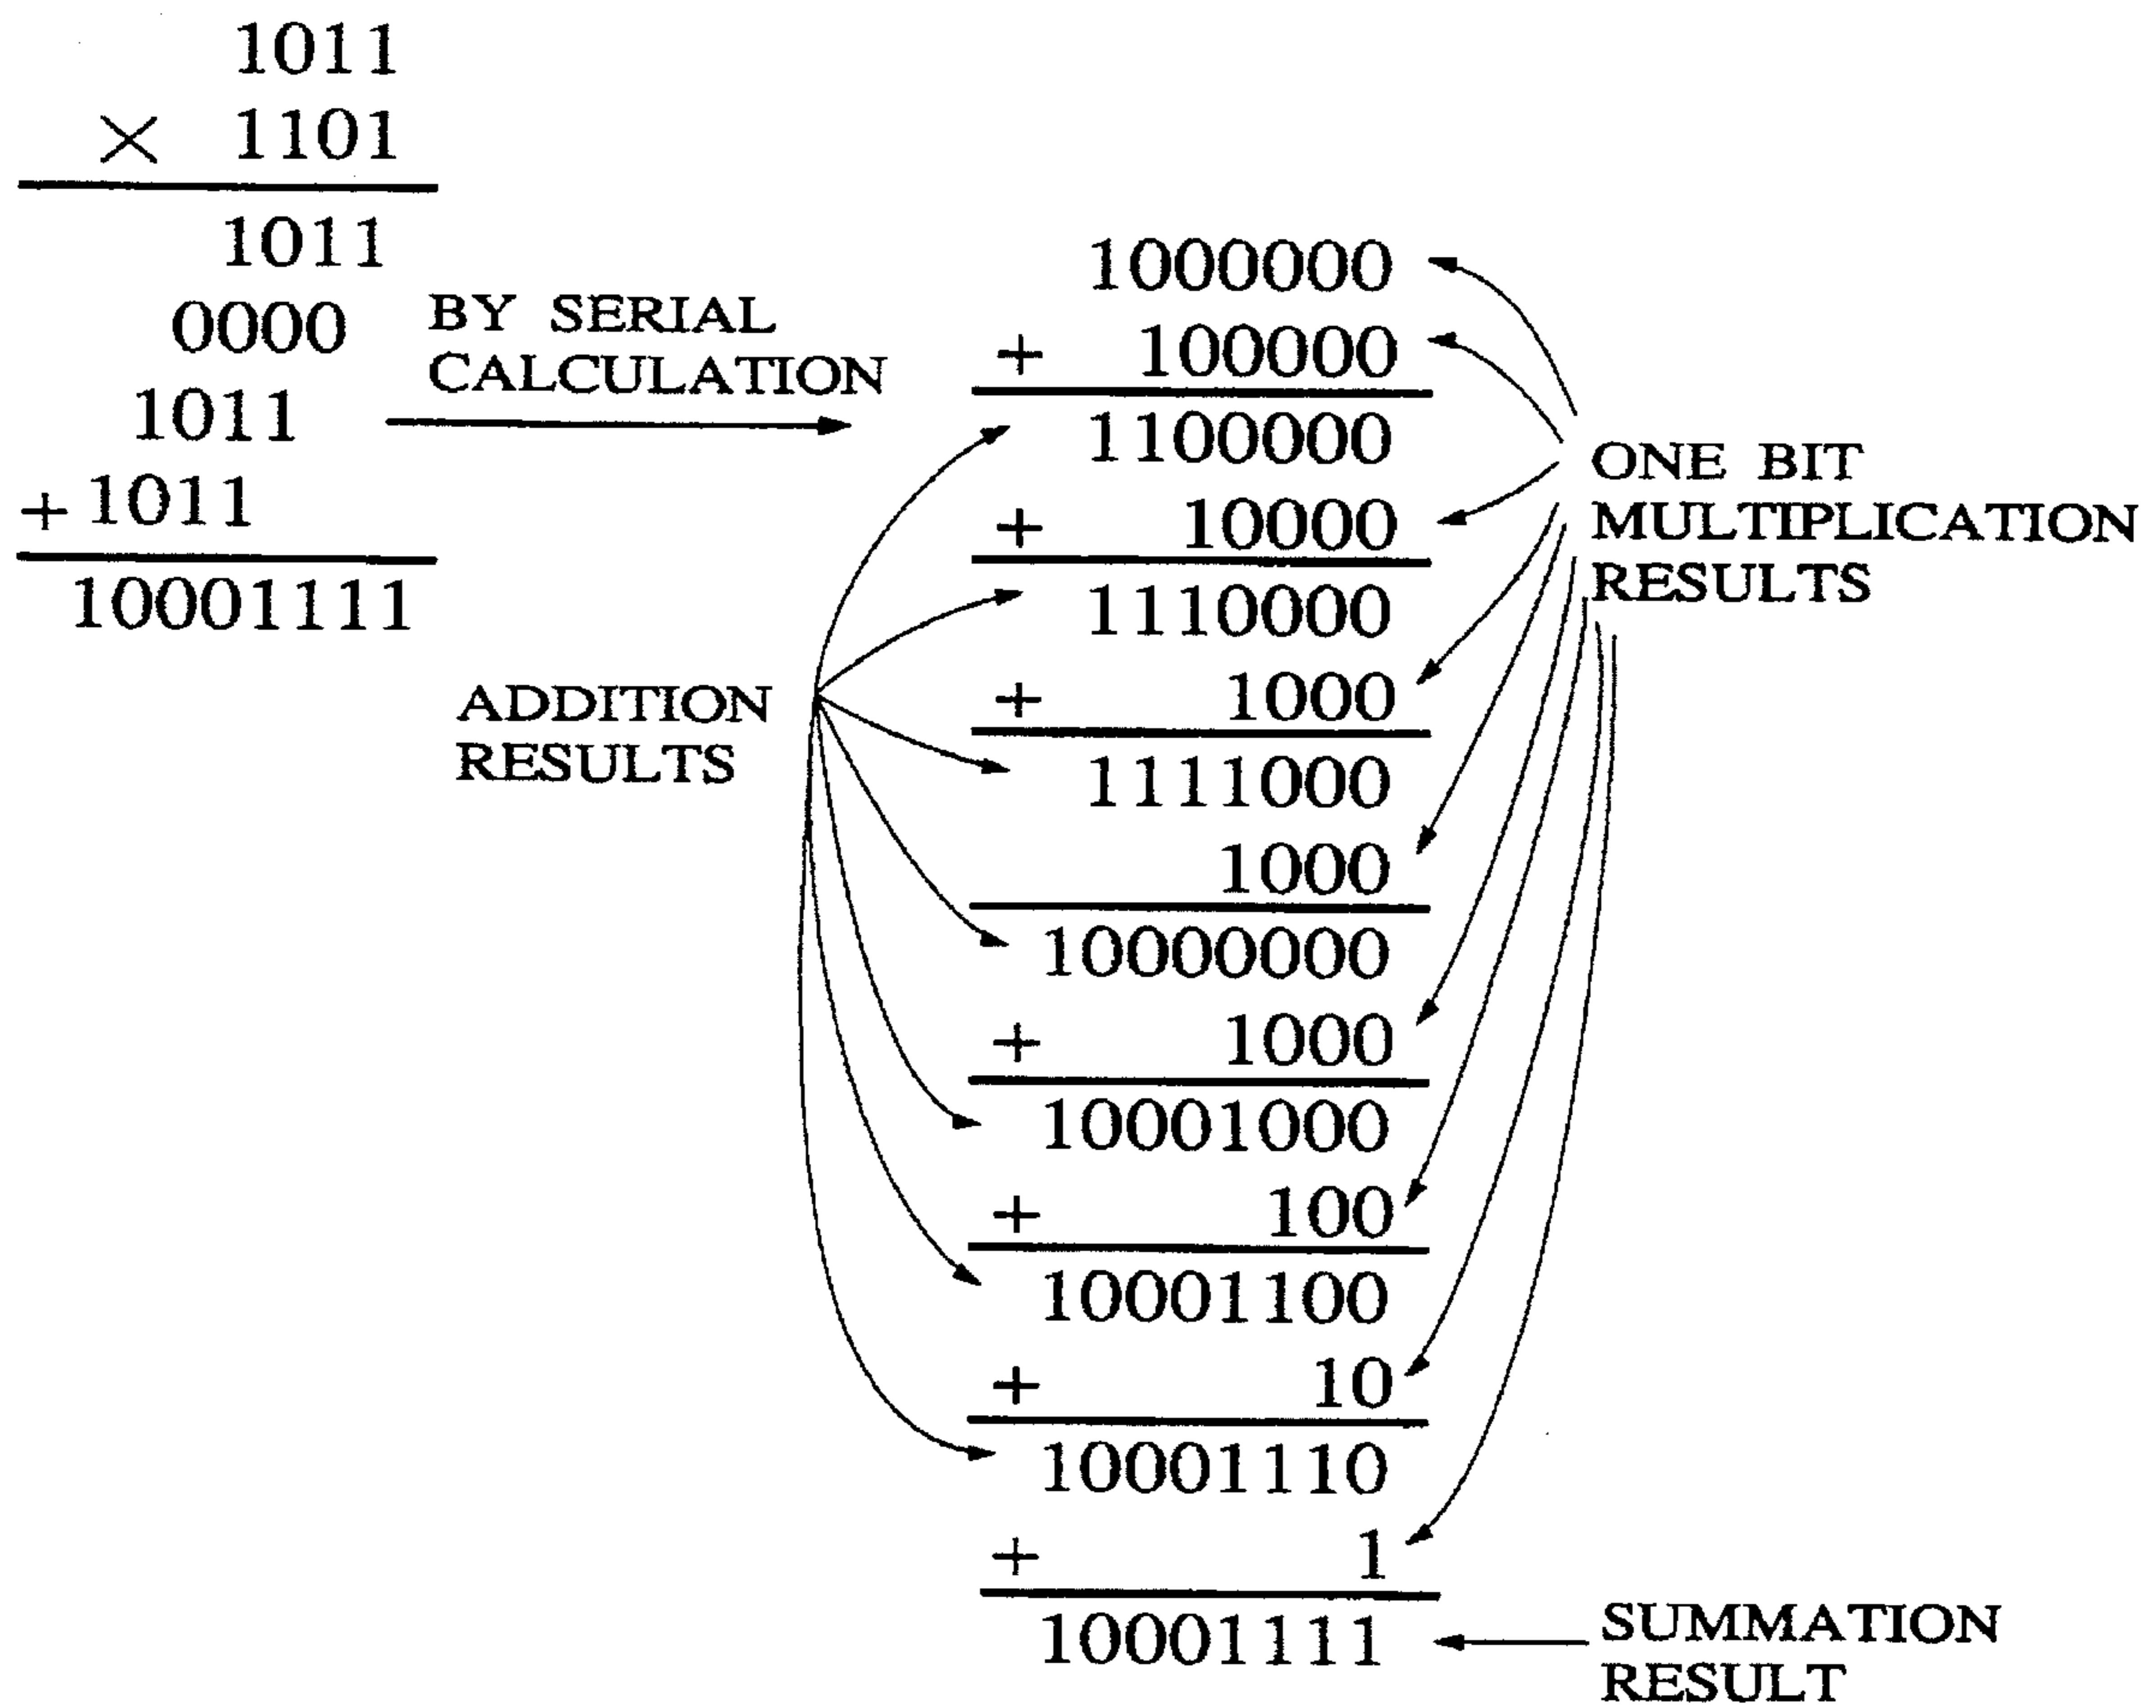 1011
× 1101
1011
0000
1011
+ 1011
10001111
BY SERIAL
CALCULATION
1000000
+ 100000
1100000
+ 10000
1110000
+ 1000
1111000
1000
10000000
+ 1000
10001000
+ 100
10001100
+ 10
10001110
+ 1
10001111
ADDITION
RESULTS
ONE BIT
MULTIPLICATION
RESULTS
SUMMATION
RESULT